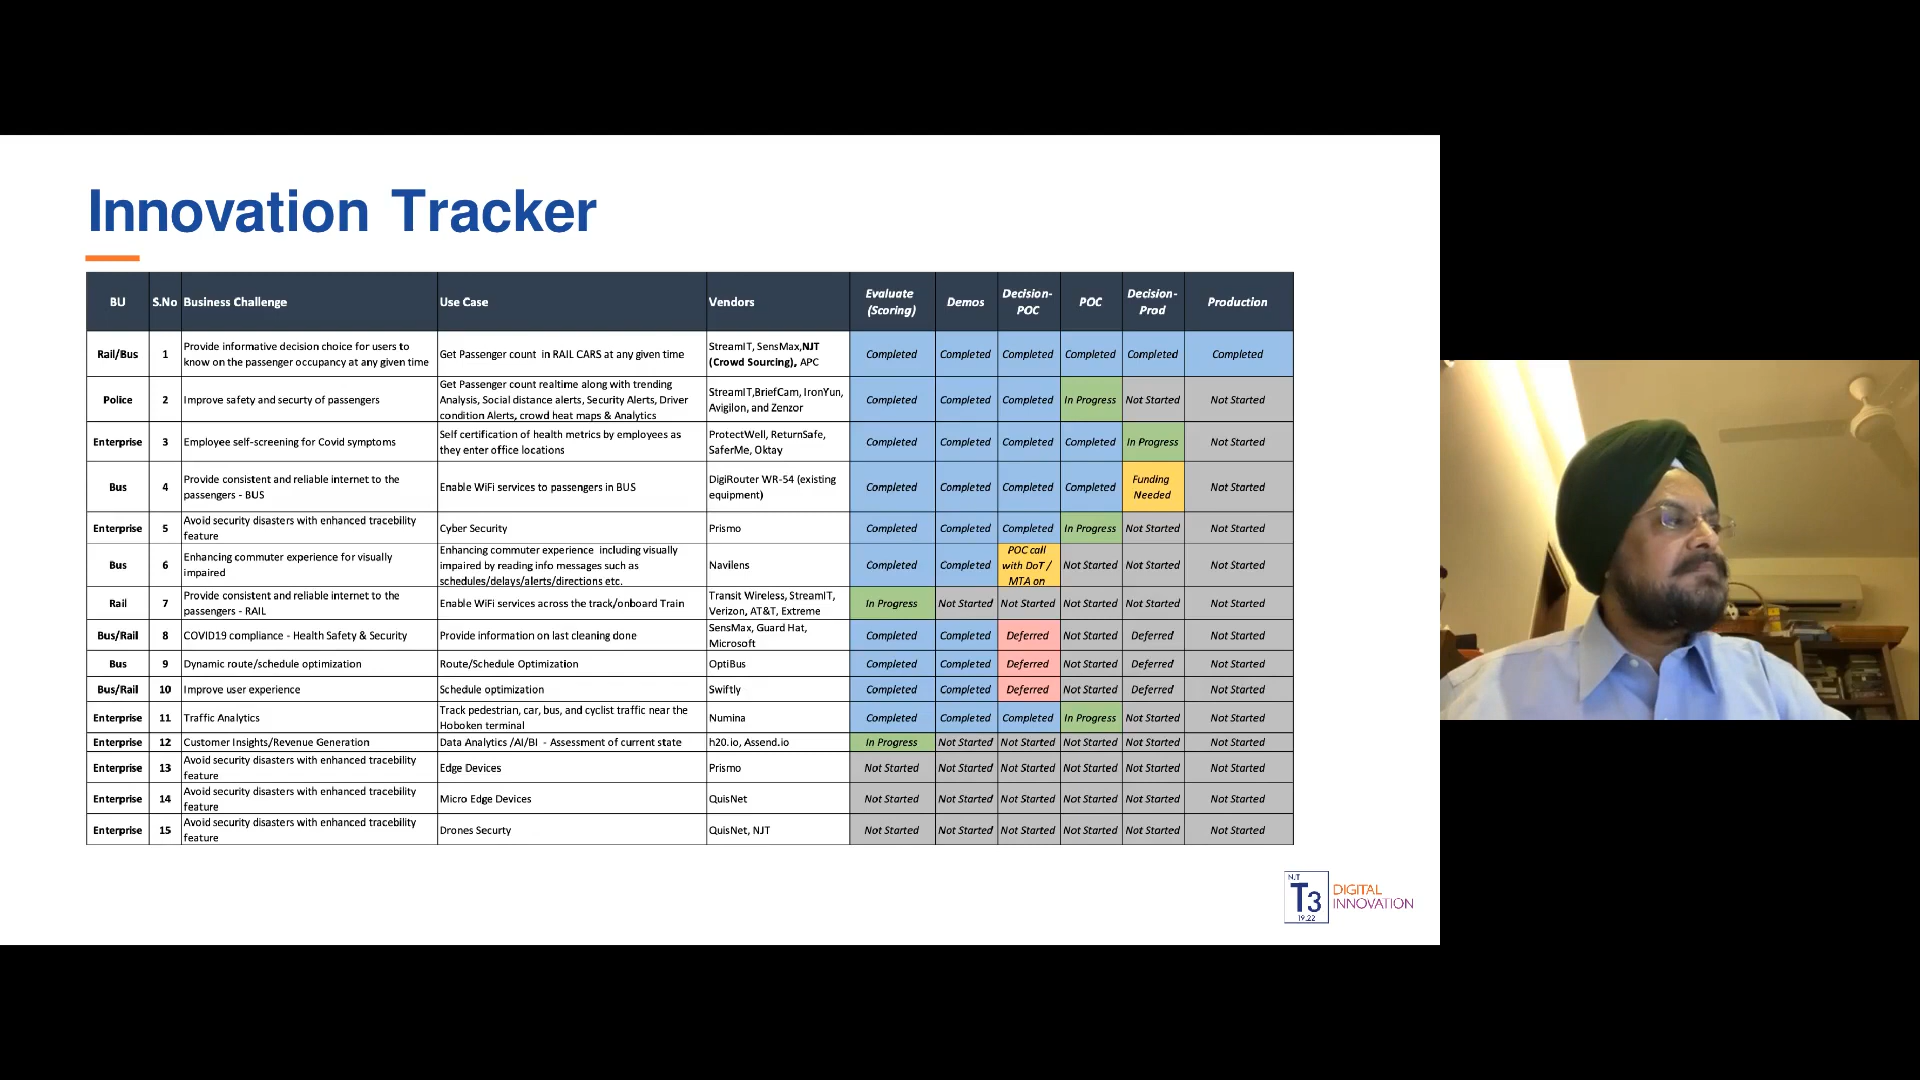 Innovation Tracker
BU S.No Business Challenge Use Case Vendors Evaluate (Scoring) Demos Decision-POC POC Decision-Prod Production
Rail/Bus 1 Provide informative decision choice for users to know on the passenger occupancy at any given time Get Passenger count in RAIL CARS at any given time StreamIT, SensMax,NJT (Crowd Sourcing), APC Completed Completed Completed Completed Completed Completed
Police 2 Improve safety and securty of passengers Get Passenger count realtime along with trending Analysis, Social distance alerts, Security Alerts, Driver condition Alerts, crowd heat maps & Analytics StreamIT,BriefCam, IronYun, Avigilon, and Zenzor Completed Completed Completed In Progress Not Started Not Started
Enterprise 3 Employee self-screening for Covid symptoms Self certification of health metrics by employees as they enter office locations ProtectWell, ReturnSafe, SaferMe, Oktay Completed Completed Completed Completed In Progress Not Started
Bus 4 Provide consistent and reliable internet to the passengers - BUS Enable WiFi services to passengers in BUS DigiRouter WR-54 (existing equipment) Completed Completed Completed Completed Funding Needed Not Started
Enterprise 5 Avoid security disasters with enhanced tracebility feature Cyber Security Prismo Completed Completed Completed In Progress Not Started Not Started
Bus 6 Enhancing commuter experience for visually impaired Enhancing commuter experience including visually impaired by reading info messages such as schedules/delays/alerts/directions etc. Navilens Completed Completed POC call with DoT / MTA on Not Started Not Started Not Started
Rail 7 Provide consistent and reliable internet to the passengers - RAIL Enable WiFi services across the track/onboard Train Transit Wireless, StreamIT, Verizon, AT&T, Extreme In Progress Not Started Not Started Not Started Not Started Not Started
Bus/Rail 8 COVID19 compliance - Health Safety & Security Provide information on last cleaning done SensMax, Guard Hat, Microsoft Completed Completed Deferred Not Started Deferred Not Started
Bus 9 Dynamic route/schedule optimization Route/Schedule Optimization OptiBus Completed Completed Deferred Not Started Deferred Not Started
Bus/Rail 10 Improve user experience Schedule optimization Swiftly Completed Completed Deferred Not Started Deferred Not Started
Enterprise 11 Traffic Analytics Track pedestrian, car, bus, and cyclist traffic near the Hoboken terminal Numina Completed Completed Completed In Progress Not Started Not Started
Enterprise 12 Customer Insights/Revenue Generation Data Analytics /AI/BI - Assessment of current state h20.io, Assend.io In Progress Not Started Not Started Not Started Not Started Not Started
Enterprise 13 Avoid security disasters with enhanced tracebility feature Edge Devices Prismo Not Started Not Started Not Started Not Started Not Started Not Started
Enterprise 14 Avoid security disasters with enhanced tracebility feature Micro Edge Devices QuisNet Not Started Not Started Not Started Not Started Not Started Not Started
Enterprise 15 Avoid security disasters with enhanced tracebility feature Drones Securty QuisNet, NJT Not Started Not Started Not Started Not Started Not Started Not Started
NJT
T3
19.22
DIGITAL
INNOVATION